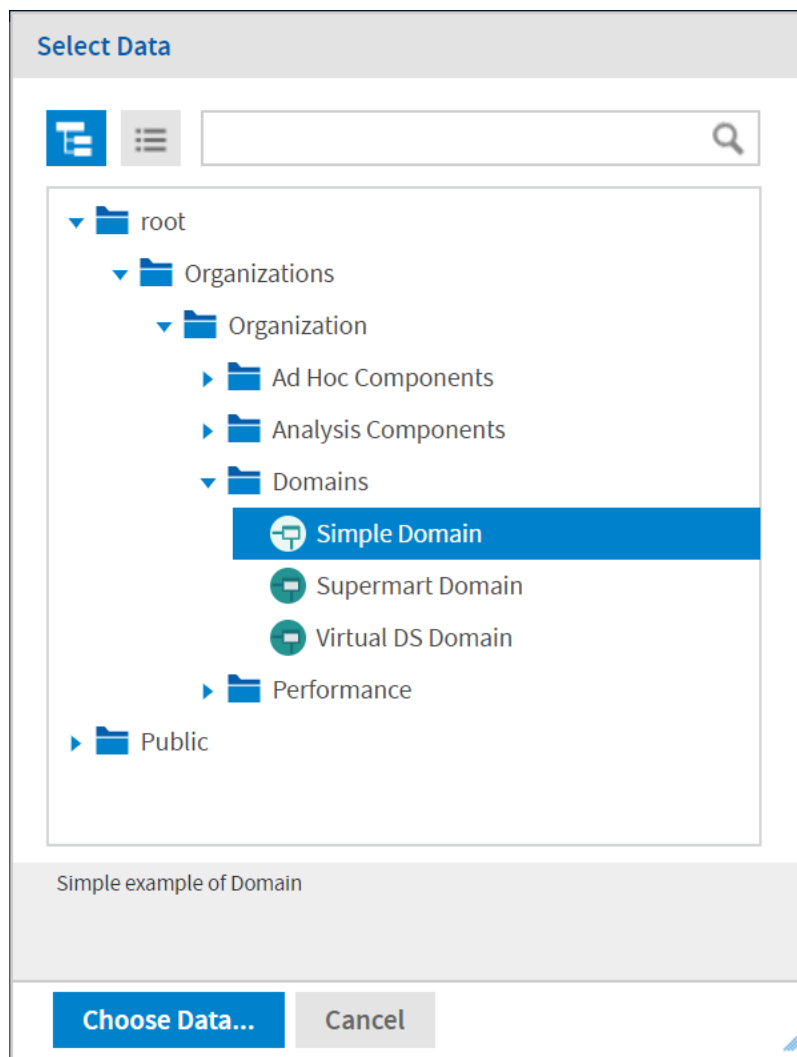 Select Data
root
Organizations
Organization
Ad Hoc Components
Analysis Components
Domains
Simple Domain
Supermart Domain
Virtual DS Domain
Performance
Public
Simple example of Domain
Choose Data... Cancel